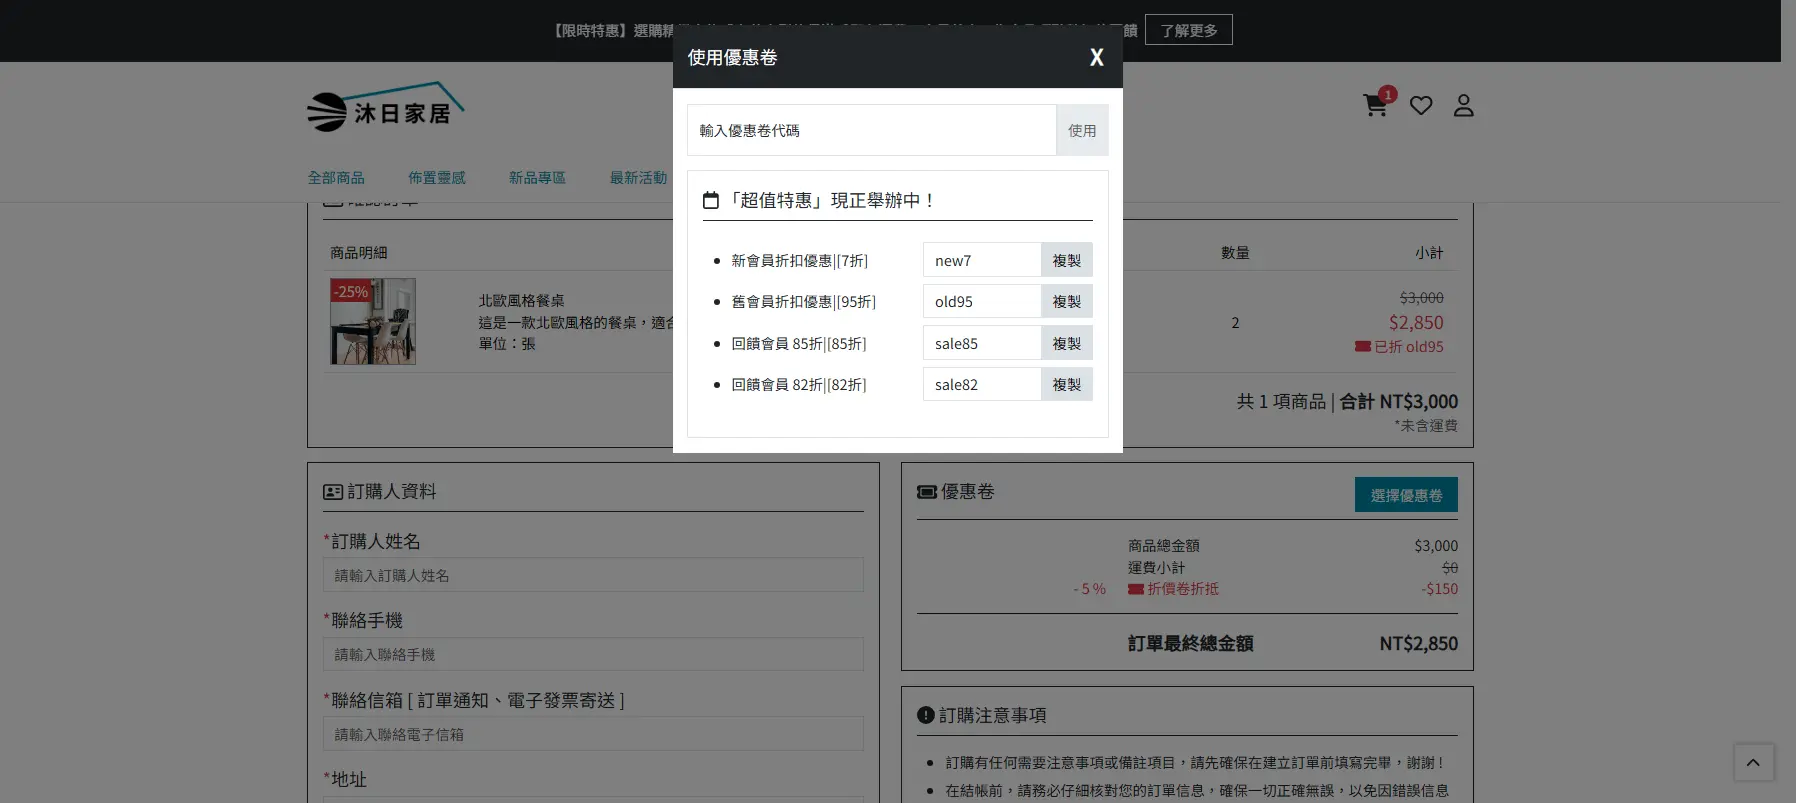 【限時特惠】選購精
饋
了解更多
使用優惠卷
X
沐日家居
1
輸入優惠卷代碼
使用
全部商品
佈置靈感
新品專區
最新活動
「超值特惠」現正舉辦中！
新會員折扣優惠|[7折]
new7
複製
舊會員折扣優惠|[95折]
old95
複製
回饋會員 85折|[85折]
sale85
複製
回饋會員 82折|[82折]
sale82
複製
商品明細
數量
小計
-25%
北歐風格餐桌
這是一款北歐風格的餐桌，適合
單位：張
2
$3,000
$2,850
已折 old95
共 1 項商品 | 合計 NT$3,000
*未含運費
訂購人資料
*訂購人姓名
請輸入訂購人姓名
*聯絡手機
請輸入聯絡手機
*聯絡信箱 [ 訂單通知、電子發票寄送 ]
請輸入聯絡電子信箱
*地址
優惠卷
選擇優惠卷
商品總金額
$3,000
運費小計
$0
- 5 %
折價卷折抵
-$150
訂單最終總金額
NT$2,850
訂購注意事項
訂購有任何需要注意事項或備註項目，請先確保在建立訂單前填寫完畢，謝謝！
在結帳前，請務必仔細核對您的訂單信息，確保一切正確無誤，以免因錯誤信息